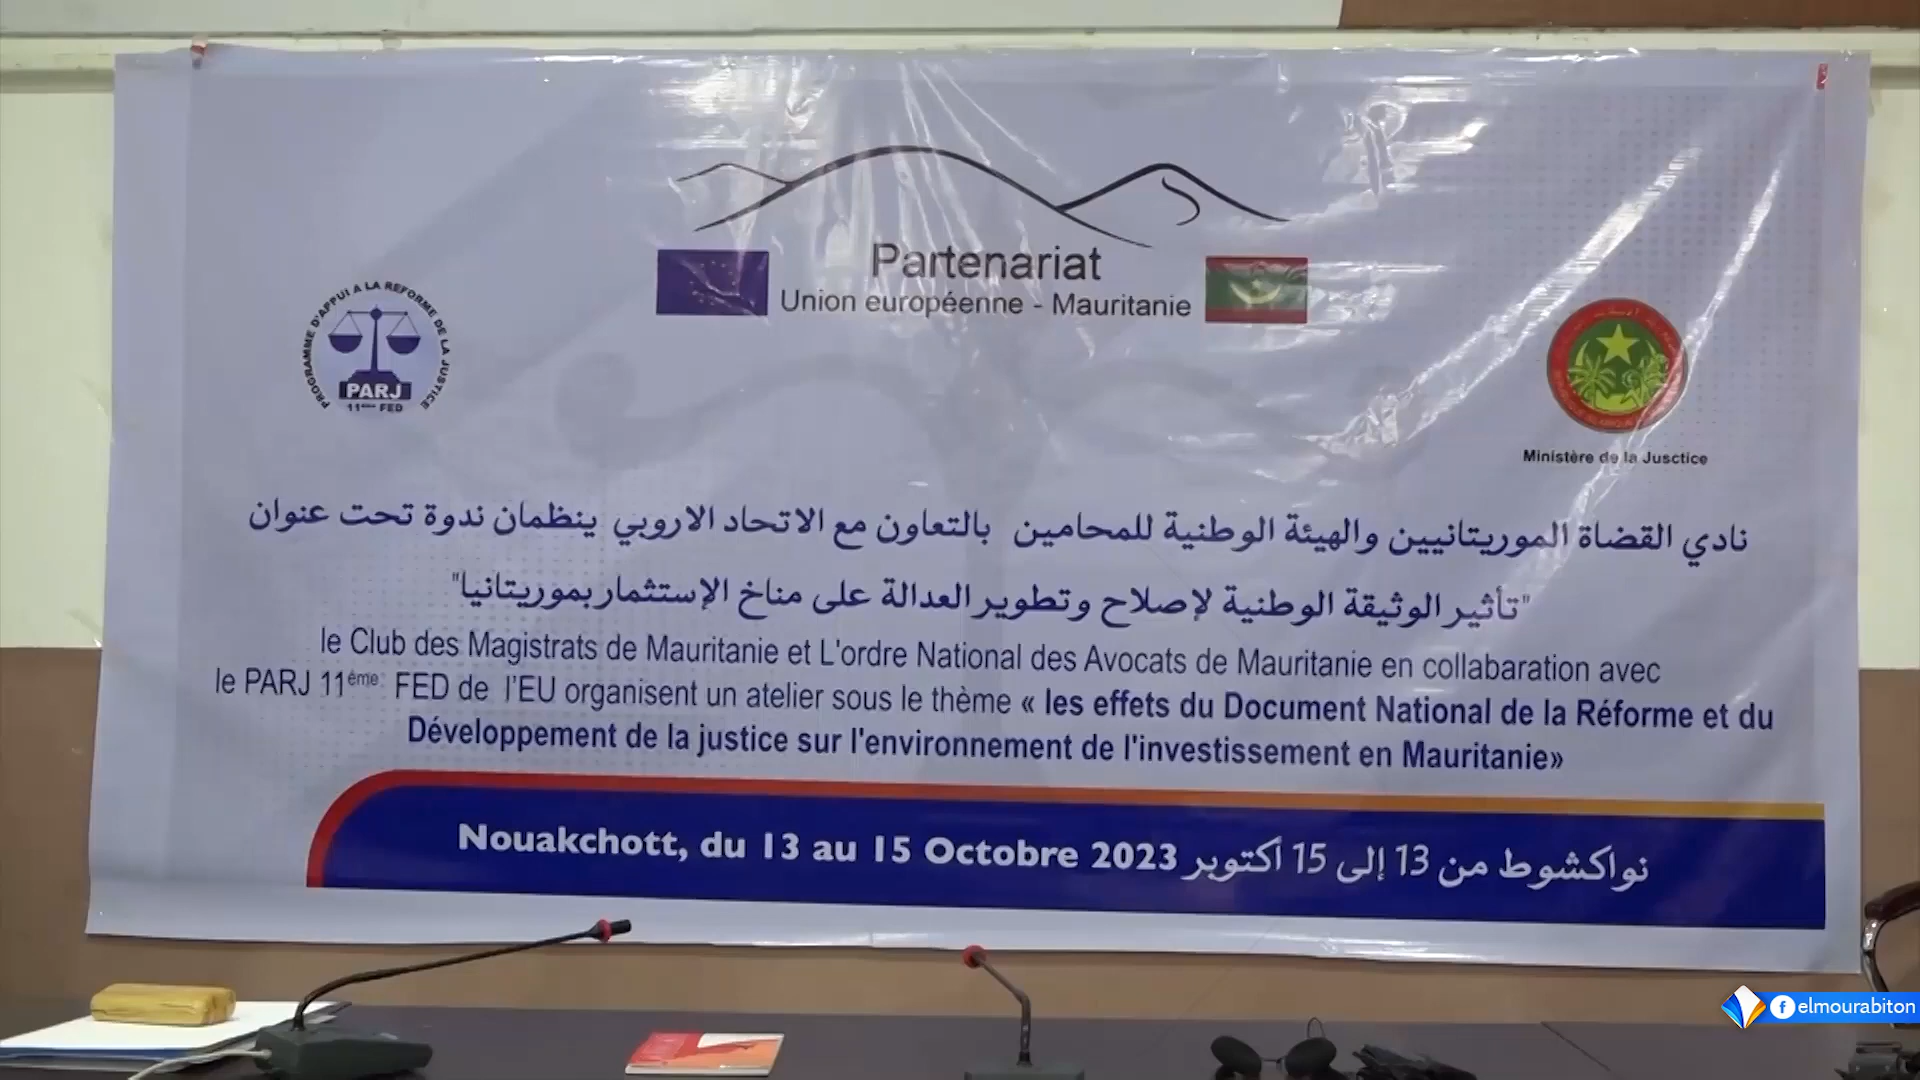 Partenariat
Union européenne - Mauritanie
PROGRAMME D'APPUI A LA REFORME DE LA JUSTICE
PARJ
11ème FED
Ministère de la Jusctice
نادي القضاة الموريتانيين والهيئة الوطنية للمحامين بالتعاون مع الاتحاد الاروبي ينظمان ندوة تحت عنوان
"تأثير الوثيقة الوطنية لإصلاح وتطوير العدالة على مناخ الإستثمار بموريتانيا"
le Club des Magistrats de Mauritanie et L'ordre National des Avocats de Mauritanie en collabaration avec
le PARJ 11ème FED de l'EU organisent un atelier sous le thème « les effets du Document National de la Réforme et du
Développement de la justice sur l'environnement de l'investissement en Mauritanie»
Nouakchott, du 13 au 15 Octobre 2023 نواكشوط من 13 إلى 15 اكتوبر
elmourabiton